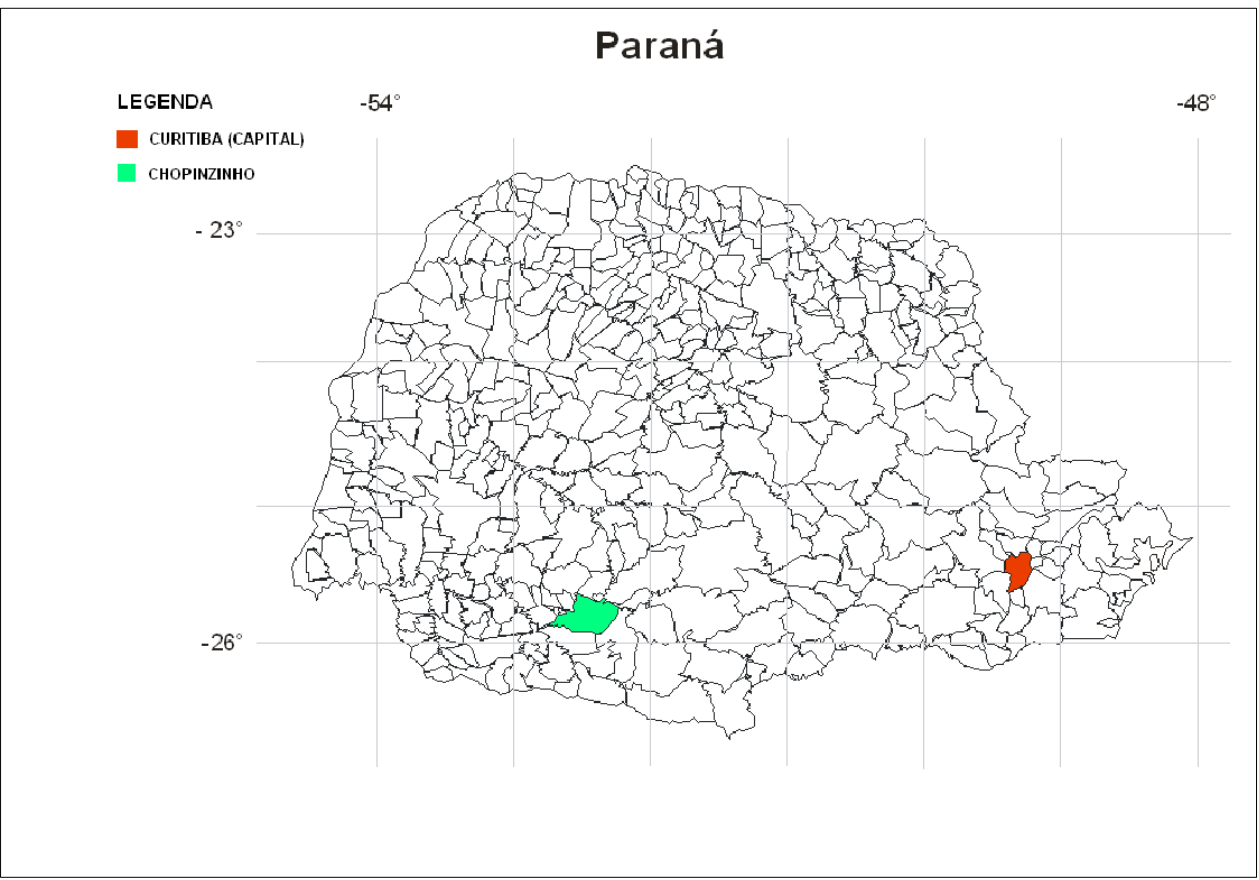 Paraná
LEGENDA
-54°
-48°
CURITIBA (CAPITAL)
CHOPINZINHO
- 23°
-26°